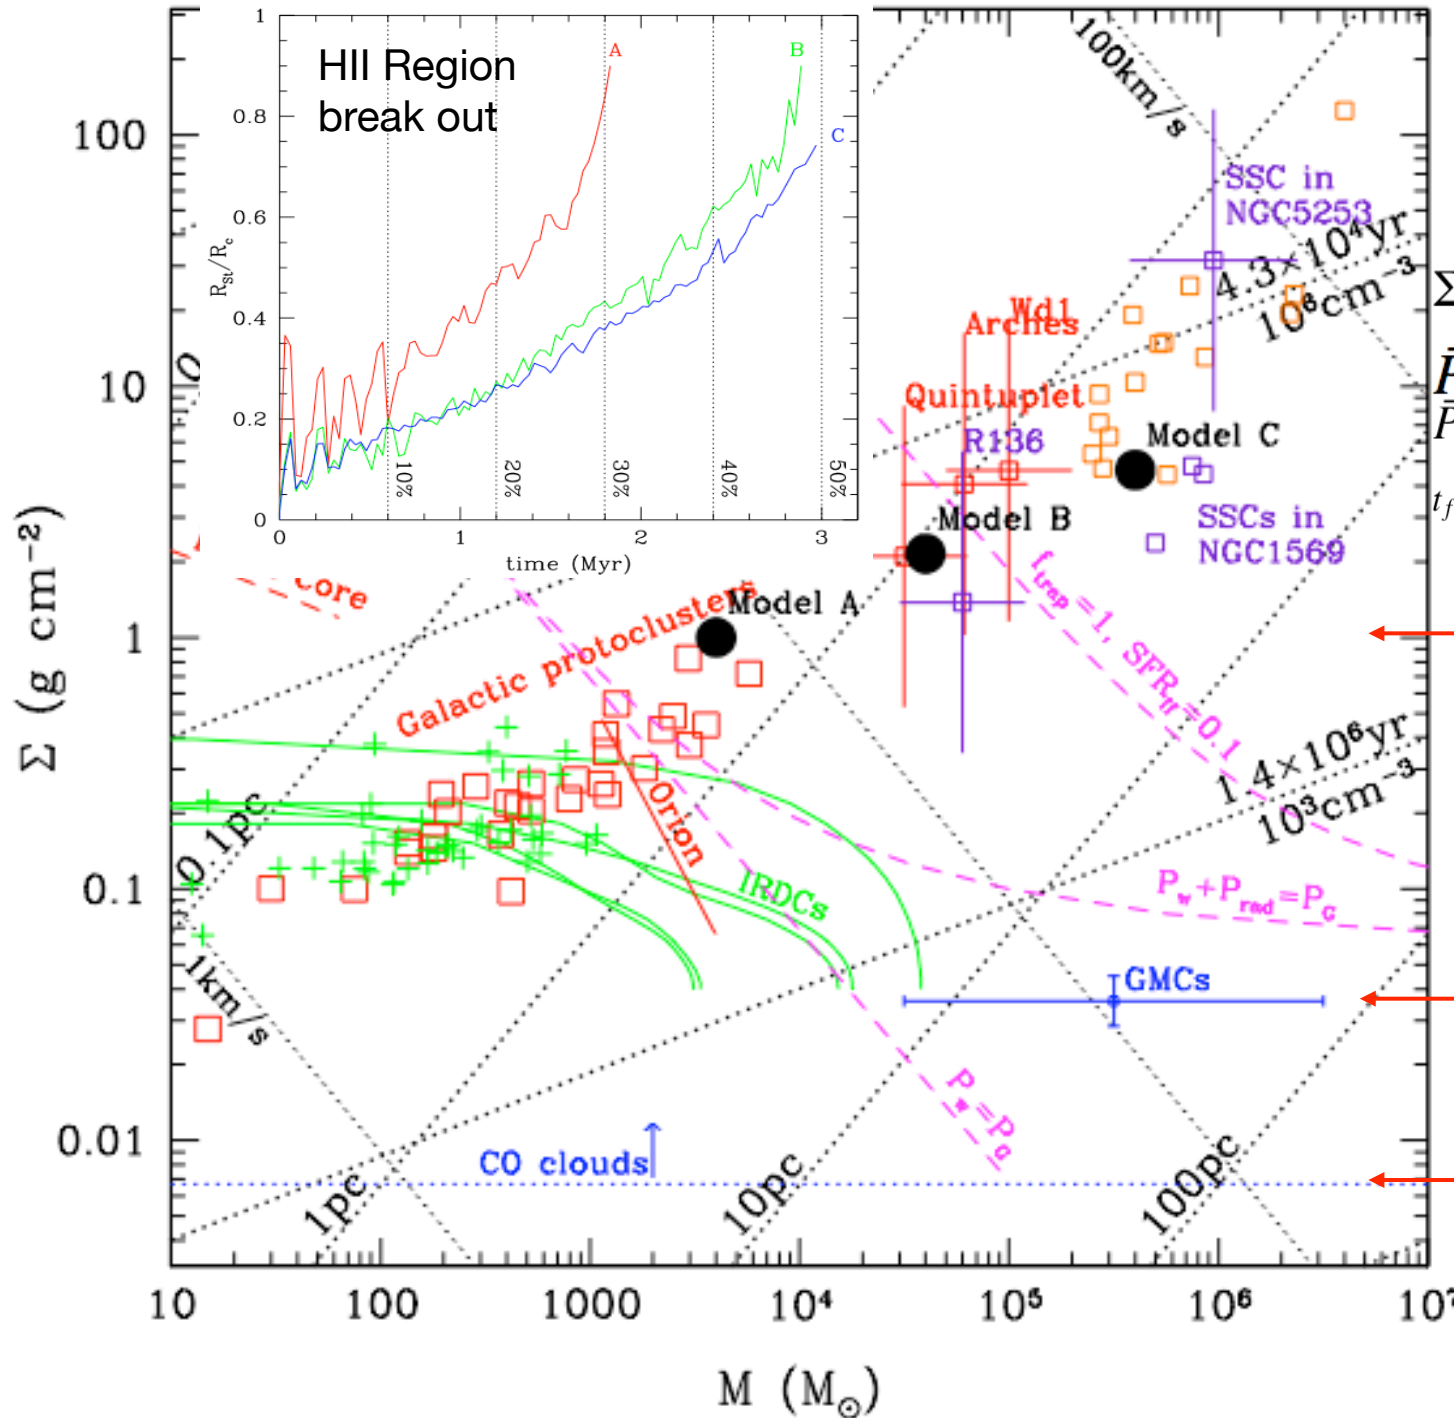 HII Region
break out
A
B
C
1
0.8
0.6
0.4
0.2
0
R_St/R_c
10%
20%
30%
40%
50%
0
1
2
3
time (Myr)
100km/s
SSC in
NGC5253
4.3×10⁴yr
10⁶cm⁻³
Wd1
Arches
Quintuplet
R136
Model C
Model B
SSCs in
NGC1569
Σ
P̄
t_f
core
Model A
Galactic protoclusters
f_trap=1, SFR_ff=0.1
1.4×10⁶yr
10³cm⁻³
Orion
0.1pc
IRDCs
P_w+P_rad=P_G
1km/s
GMCs
P_w=P_G
CO clouds
1pc
10pc
100pc
100
10
1
0.1
0.01
Σ (g cm⁻²)
10
100
1000
10⁴
10⁵
10⁶
10⁷
M (M☉)